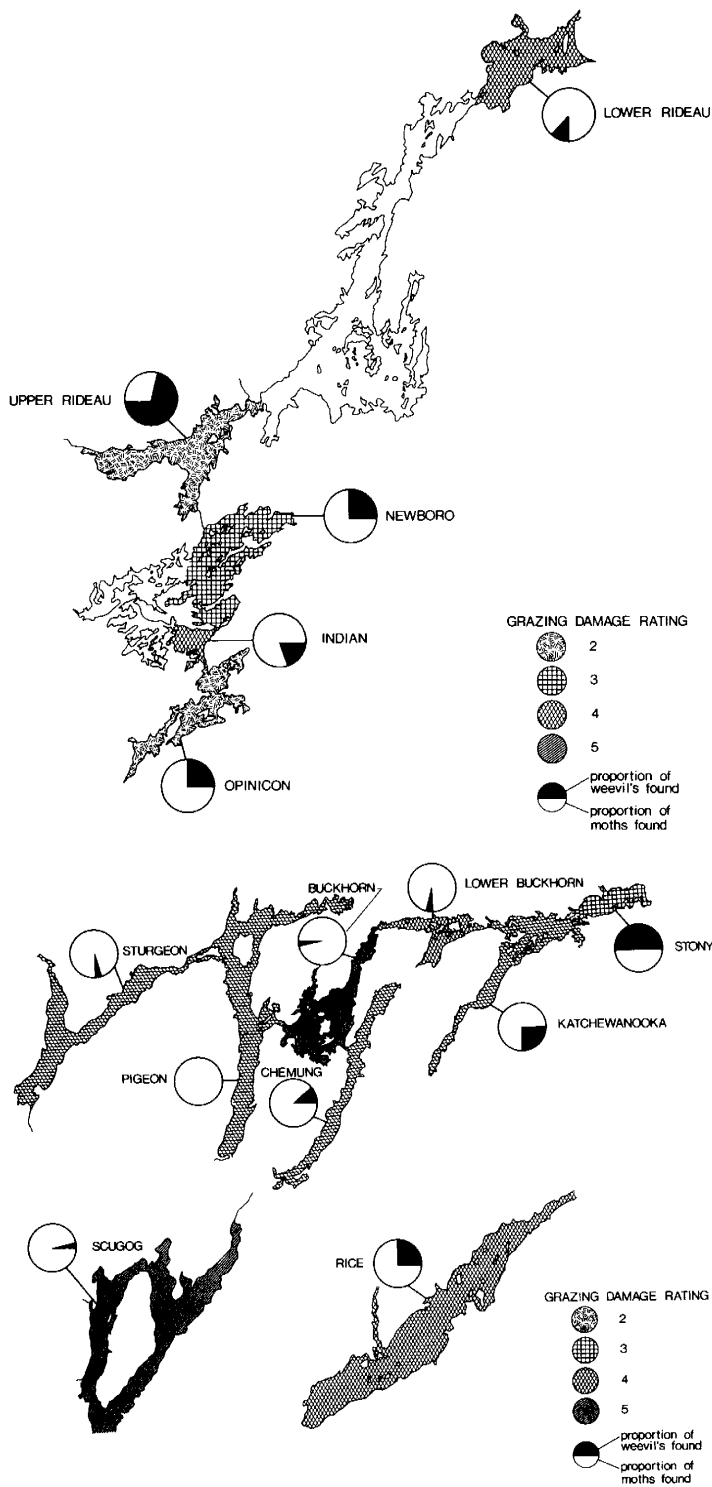 LOWER RIDEAU
UPPER RIDEAU
NEWBORO
INDIAN
OPINICON
GRAZING DAMAGE RATING
2
3
4
5
proportion of
weevil's found
proportion of
moths found
BUCKHORN
LOWER BUCKHORN
STURGEON
STONY
KATCHEWANOOKA
PIGEON
CHEMUNG
SCUGOG
RICE
GRAZING DAMAGE RATING
2
3
4
5
proportion of
weevil's found
proportion of
moths found